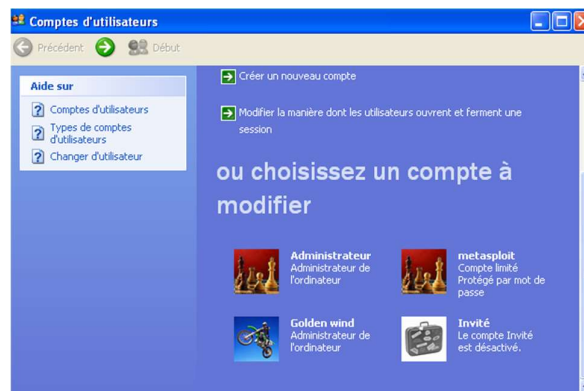 Comptes d'utilisateurs
Précédent
Début
Aide sur
Comptes d'utilisateurs
Types de comptes
d'utilisateurs
Changer d'utilisateur
Créer un nouveau compte
Modifier la manière dont les utilisateurs ouvrent et ferment une
session
ou choisissez un compte à
modifier
Administrateur
Administrateur de
l'ordinateur
metasploit
Compte limité
Protégé par mot de
passe
Golden wind
Administrateur de
l'ordinateur
Invité
Le compte Invité
est désactivé.